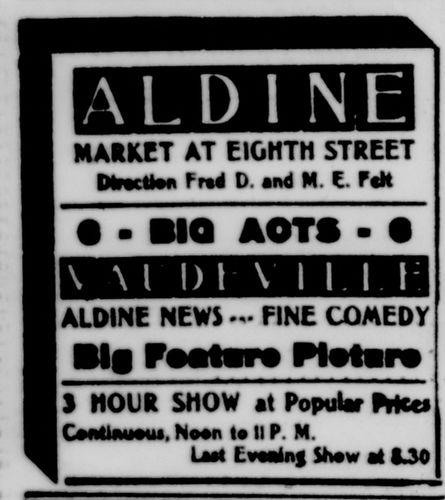 ALDINE
MARKET AT EIGHTH STREET
Direction Fred D. and M. E. Felt
6 - BIG ACTS - 6
VAUDEVILLE
ALDINE NEWS --- FINE COMEDY
Big Feature Picture
3 HOUR SHOW at Popular Prices
Continuous, Noon to 11 P. M.
Last Evening Show at 8.30